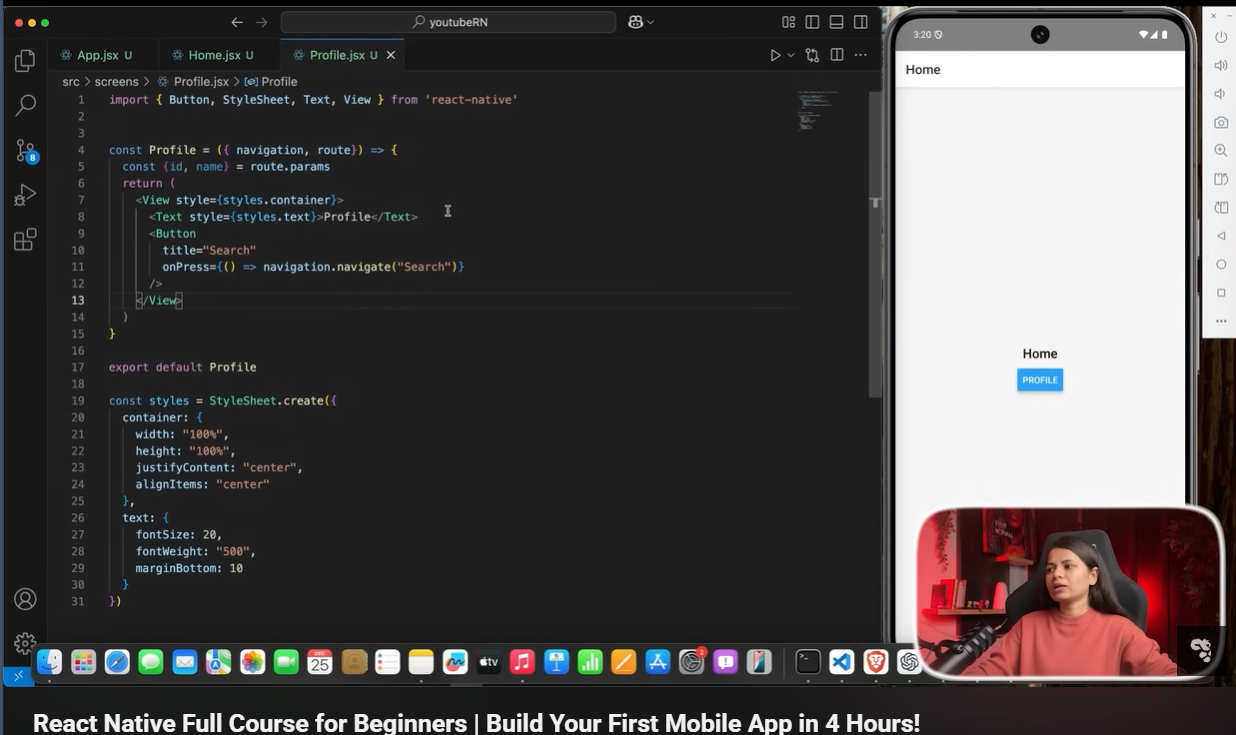 youtubeRN
App.jsx U
Home.jsx U
Profile.jsx U
src > screens > Profile.jsx > Profile
1 import { Button, StyleSheet, Text, View } from 'react-native'
2
3
4 const Profile = ({ navigation, route}) => {
5 const {id, name} = route.params
6 return (
7 <View style={styles.container}>
8 <Text style={styles.text}>Profile</Text>
9 <Button
10 title="Search"
11 onPress={() => navigation.navigate("Search")}
12 />
13 </View>
14 )
15 }
16
17 export default Profile
18
19 const styles = StyleSheet.create({
20 container: {
21 width: "100%",
22 height: "100%",
23 justifyContent: "center",
24 alignItems: "center"
25 },
26 text: {
27 fontSize: 20,
28 fontWeight: "500",
29 marginBottom: 10
30 }
31 })
8
3:20
Home
Home
PROFILE
DEC
25
tv
2
React Native Full Course for Beginners | Build Your First Mobile App in 4 Hours!